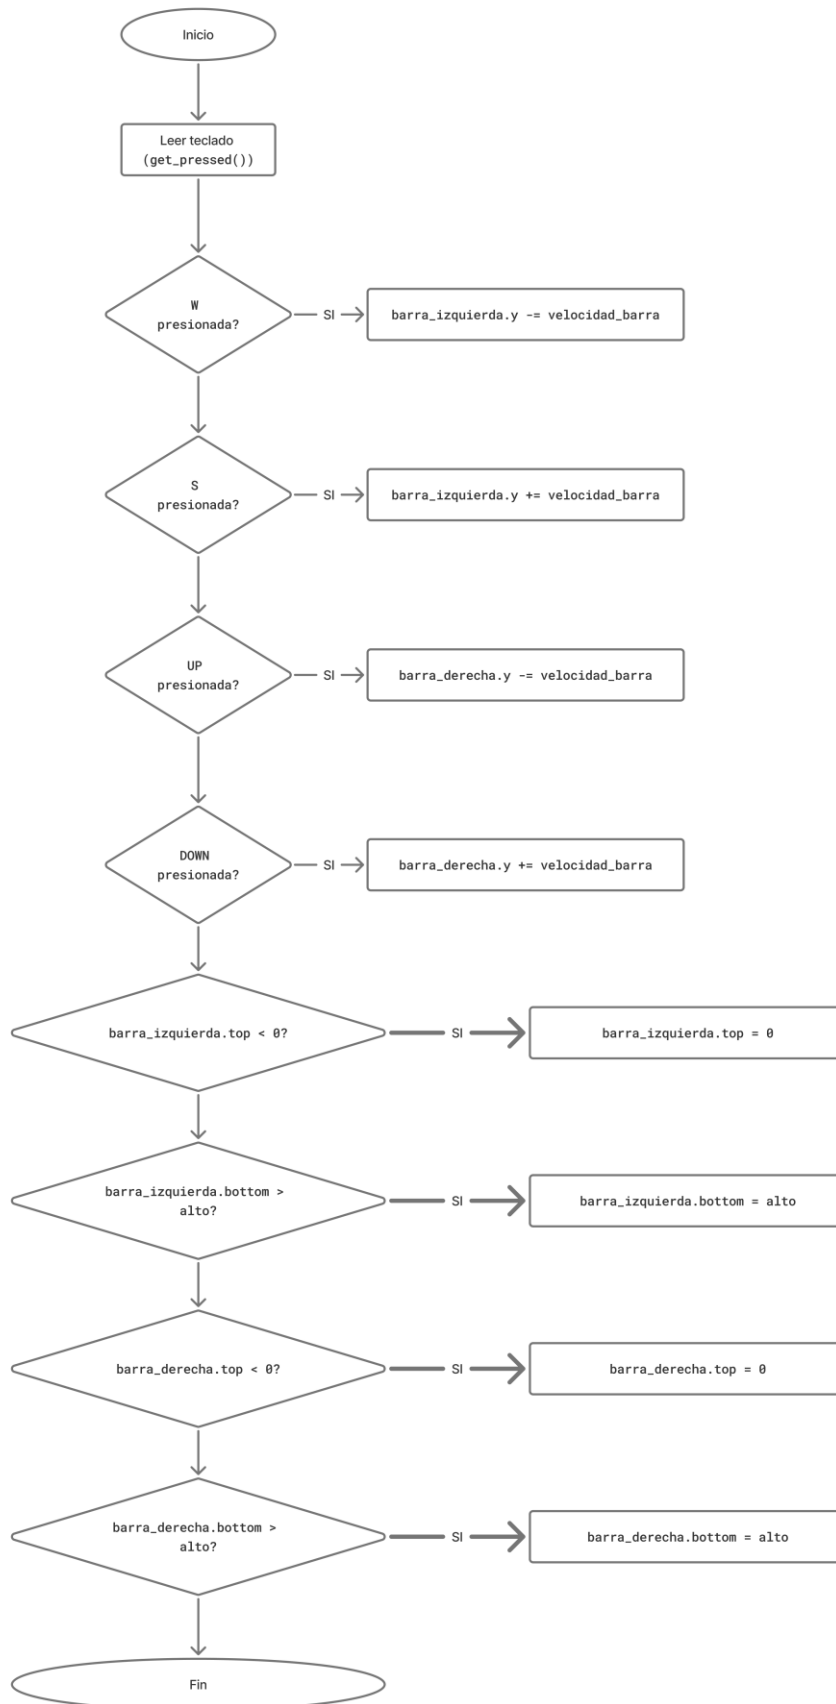 Inicio
Leer teclado
(get_pressed())
W
presionada?
SI
barra_izquierda.y -= velocidad_barra
S
presionada?
SI
barra_izquierda.y += velocidad_barra
UP
presionada?
SI
barra_derecha.y -= velocidad_barra
DOWN
presionada?
SI
barra_derecha.y += velocidad_barra
barra_izquierda.top < 0?
SI
barra_izquierda.top = 0
barra_izquierda.bottom >
alto?
SI
barra_izquierda.bottom = alto
barra_derecha.top < 0?
SI
barra_derecha.top = 0
barra_derecha.bottom >
alto?
SI
barra_derecha.bottom = alto
Fin